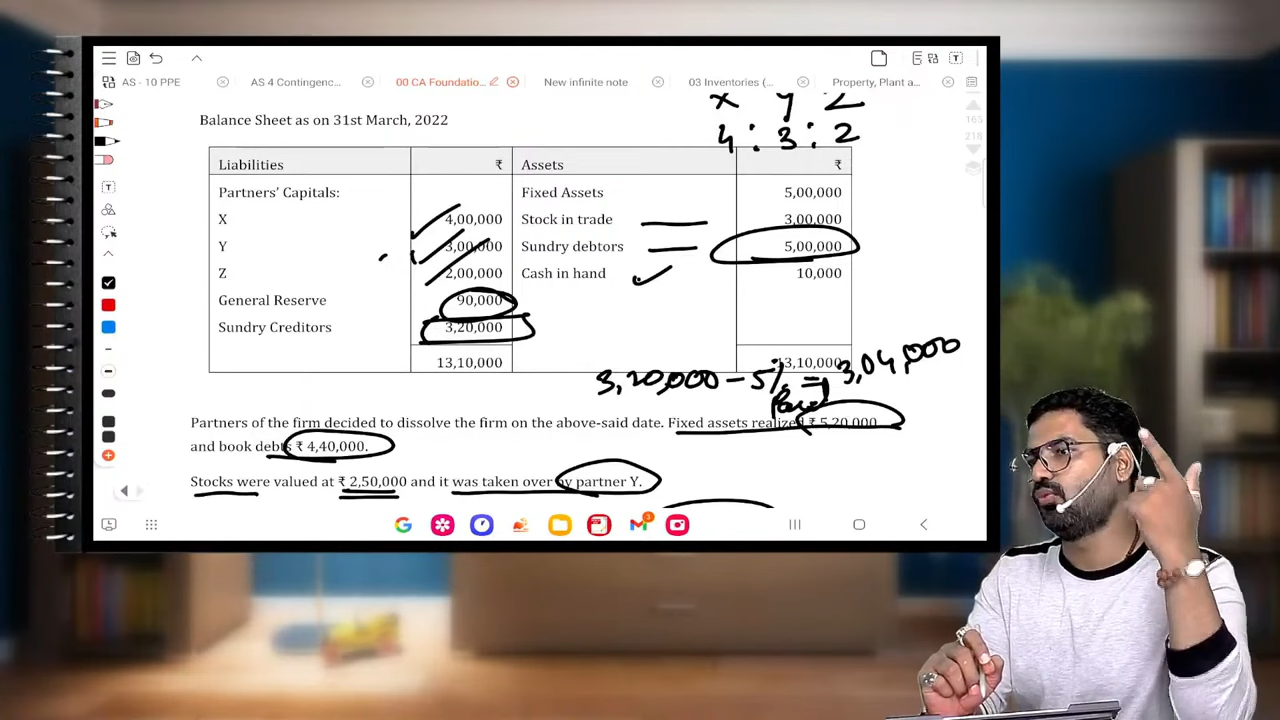 AS - 10 PPE
AS 4 Contingenc...
00 CA Foundatio...
New infinite note
03 Inventories (...
Property, Plant a
x y z
4 : 3 : 2
165
218
Balance Sheet as on 31st March, 2022
Liabilities ₹ Assets ₹
Partners' Capitals: Fixed Assets 5,00,000
X 4,00,000 Stock in trade 3,00,000
Y 3,00,000 Sundry debtors 5,00,000
Z 2,00,000 Cash in hand 10,000
General Reserve 90,000
Sundry Creditors 3,20,000
13,10,000 13,10,000
3,20,000 - 5% = 3,04,000
Partners of the firm decided to dissolve the firm on the above-said date. Fixed assets realized ₹ 5,20,000
and book debts ₹ 4,40,000.
Stocks were valued at ₹ 2,50,000 and it was taken over by partner Y.
3